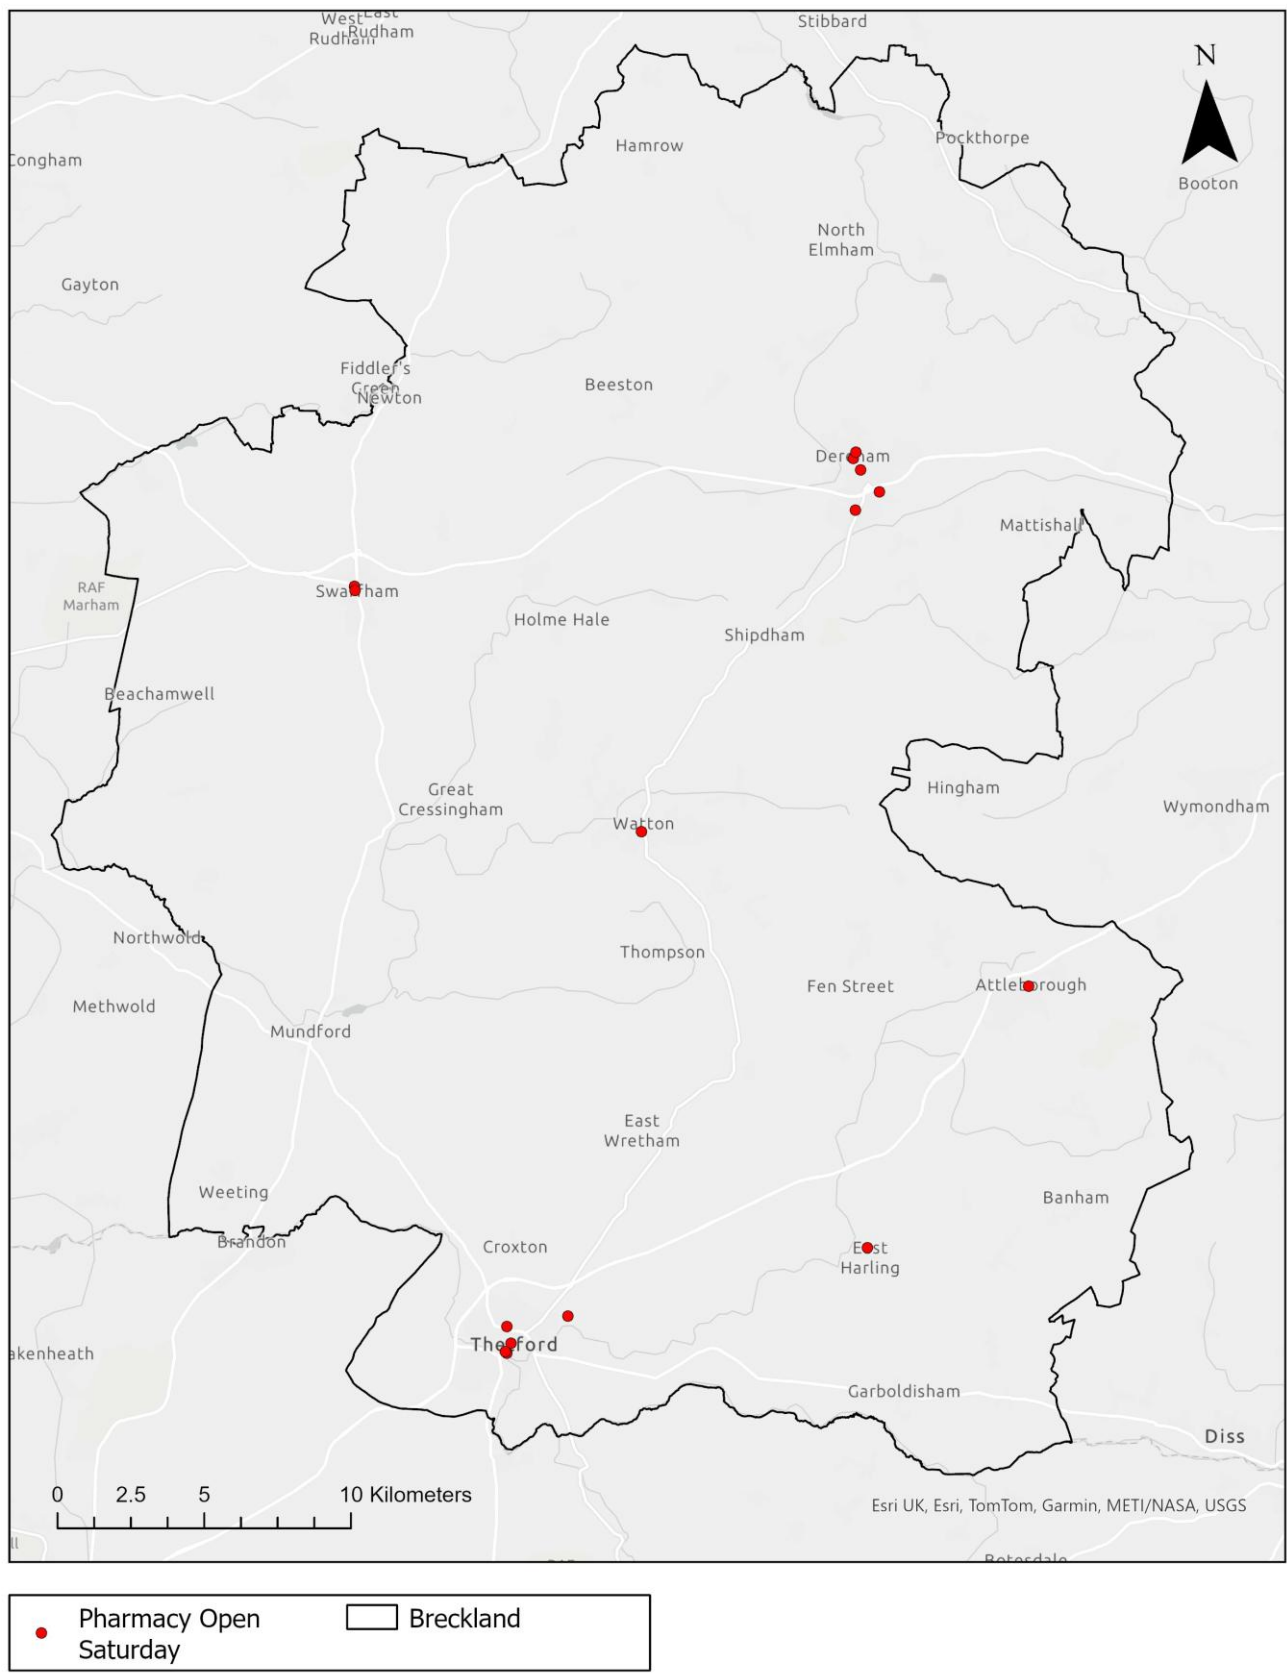 West
East
Rudham
Rudham
Stibbard
N
Congham
Hamrow
Pockthorpe
Booton
North
Elmham
Gayton
Fiddler's
Green
Newton
Beeston
Dereham
Mattishall
RAF
Marham
Swaffham
Holme Hale
Shipdham
Beachamwell
Great
Cressingham
Hingham
Wymondham
Watton
Northwold
Thompson
Fen Street
Attleborough
Methwold
Mundford
East
Wretham
Weeting
Banham
Brandon
Croxton
East
Harling
akenheath
Thetford
Garboldisham
Diss
0 2.5 5 10 Kilometers
Esri UK, Esri, TomTom, Garmin, METI/NASA, USGS
Botesdale
Pharmacy Open
Saturday
Breckland